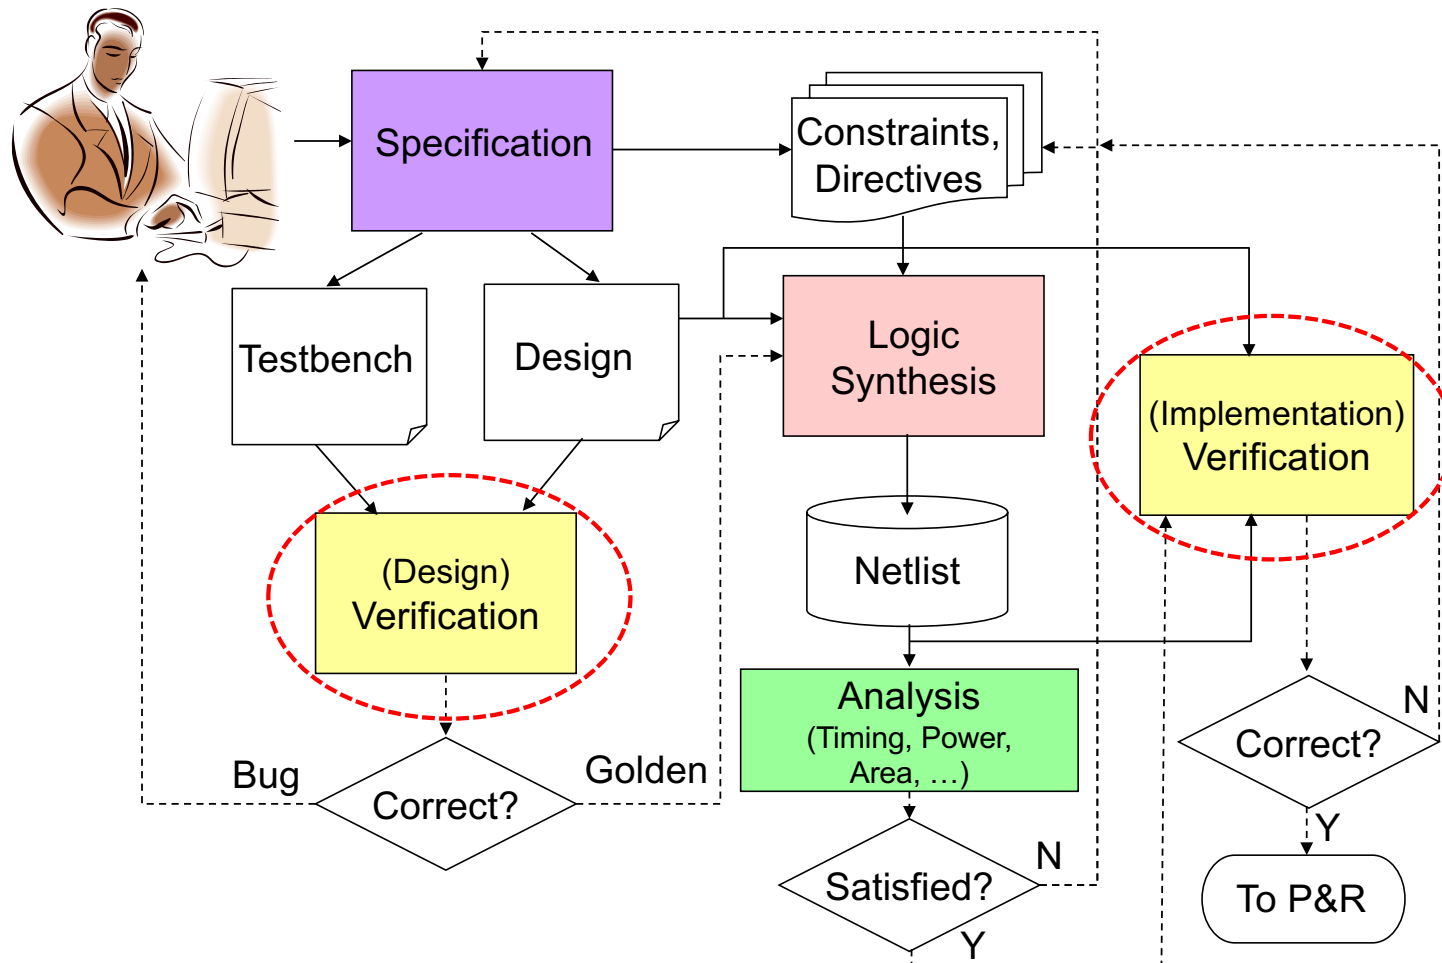 Specification
Constraints,
Directives
Testbench
Design
Logic
Synthesis
(Implementation)
Verification
(Design)
Verification
Netlist
Analysis
(Timing, Power,
Area, …)
Bug
Correct?
Golden
Satisfied?
N
Y
Correct?
N
Y
To P&R